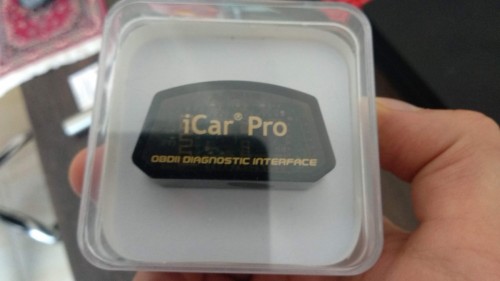 iCar® Pro
OBDII DIAGNOSTIC INTERFACE